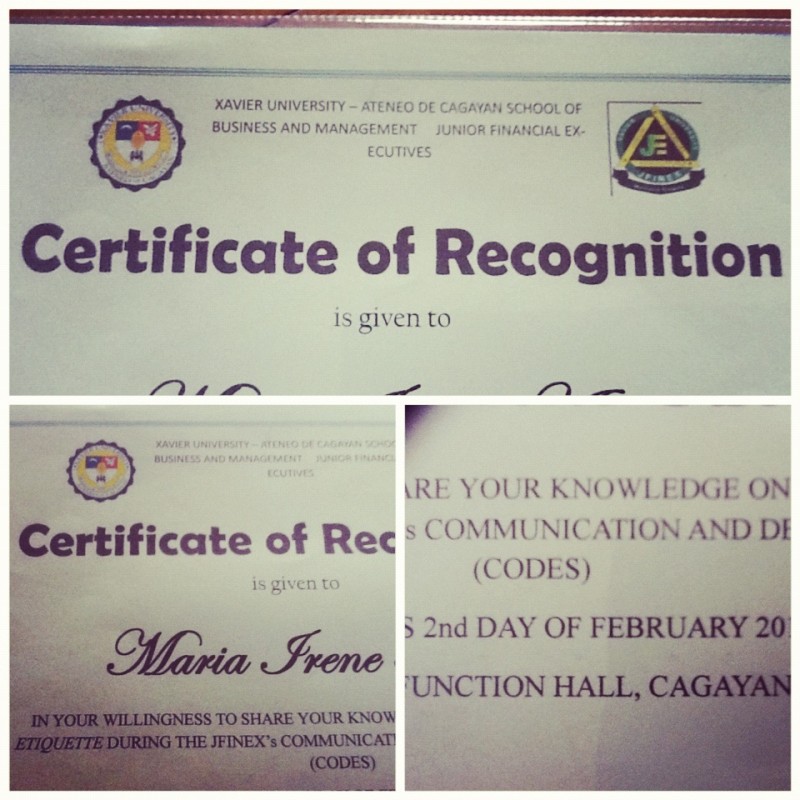 XAVIER UNIVERSITY – ATENEO DE CAGAYAN SCHOOL OF
BUSINESS AND MANAGEMENT JUNIOR FINANCIAL EX-
ECUTIVES
Certificate of Recognition
is given to
XAVIER UNIVERSITY – ATENEO DE CAGAYAN SCHOO
BUSINESS AND MANAGEMENT JUNIOR FINANC
ECUTIVES
Certificate of Rec
is given to
Maria Irene
IN YOUR WILLINGNESS TO SHARE YOUR KNOW
ETIQUETTE DURING THE JFINEX's COMMUNICATI
(CODES)
ARE YOUR KNOWLEDGE ON
s COMMUNICATION AND DE
(CODES)
S 2nd DAY OF FEBRUARY 201
FUNCTION HALL, CAGAYAN